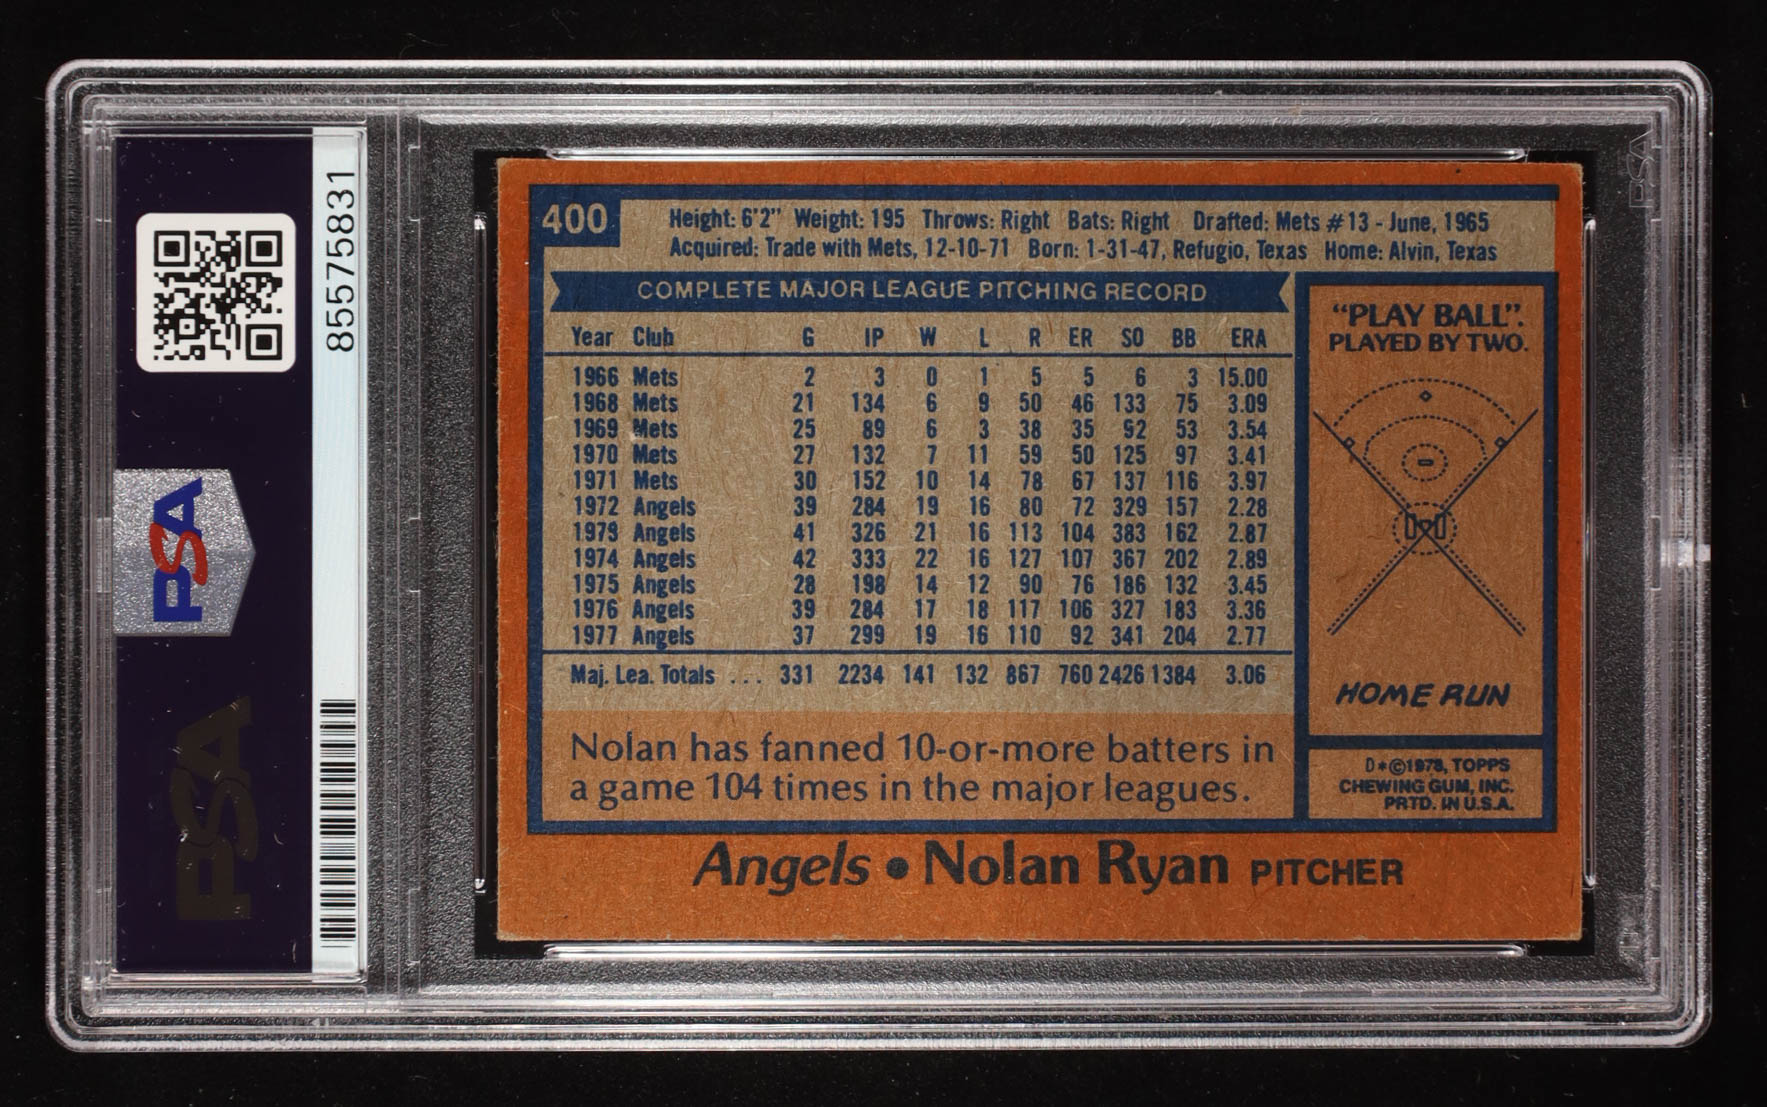 85575831
PSA
PSA
400
Height: 6'2" Weight: 195 Throws: Right Bats: Right Drafted: Mets #13 - June, 1965
Acquired: Trade with Mets, 12-10-71 Born: 1-31-47, Refugio, Texas Home: Alvin, Texas
COMPLETE MAJOR LEAGUE PITCHING RECORD
Year Club G IP W L R ER SO BB ERA
1966 Mets 2 3 0 1 5 5 6 3 15.00
1968 Mets 21 134 6 9 50 46 133 75 3.09
1969 Mets 25 89 6 3 38 35 92 53 3.54
1970 Mets 27 132 7 11 59 50 125 97 3.41
1971 Mets 30 152 10 14 78 67 137 116 3.97
1972 Angels 39 284 19 16 80 72 329 157 2.28
1973 Angels 41 326 21 16 113 104 383 162 2.87
1974 Angels 42 333 22 16 127 107 367 202 2.89
1975 Angels 28 198 14 12 90 76 186 132 3.45
1976 Angels 39 284 17 18 117 106 327 183 3.36
1977 Angels 37 299 19 16 110 92 341 204 2.77
Maj. Lea. Totals ... 331 2234 141 132 867 760 2426 1384 3.06
Nolan has fanned 10-or-more batters in
a game 104 times in the major leagues.
"PLAY BALL".
PLAYED BY TWO.
HOME RUN
D*©1978, TOPPS
CHEWING GUM, INC.
PRTD. IN U.S.A.
Angels • Nolan Ryan PITCHER
PSA